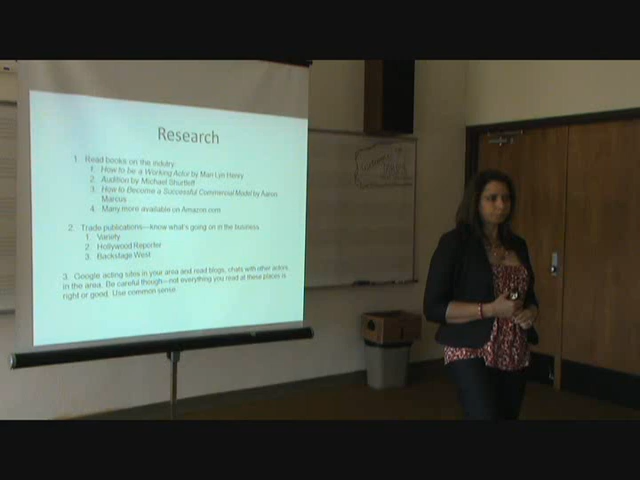 Research
1. Read books on the industry:
1. How to be a Working Actor by Mari Lyn Henry
2. Audition by Michael Shurtleff
3. How to Become a Successful Commercial Model by Aaron
Marcus
4. Many more available on Amazon.com
2. Trade publications—know what's going on in the business.
1. Variety
2. Hollywood Reporter
3. Backstage West
3. Google acting sites in your area and read blogs, chats with other actors,
in the area. Be careful though—not everything you read at these places is
right or good. Use common sense.